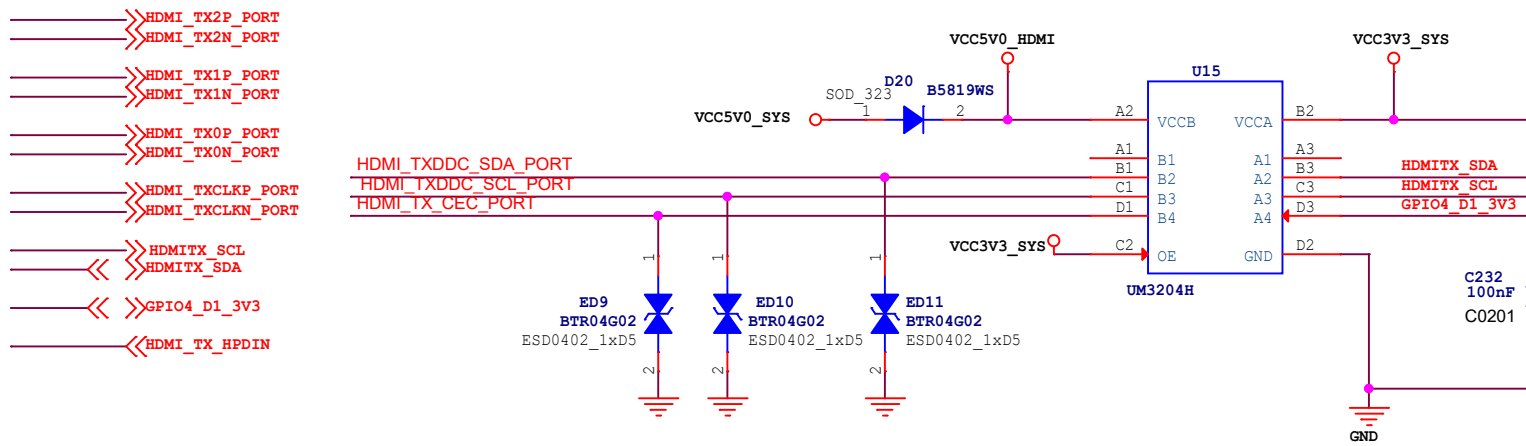 HDMI_TX2P_PORT
HDMI_TX2N_PORT
HDMI_TX1P_PORT
HDMI_TX1N_PORT
HDMI_TX0P_PORT
HDMI_TX0N_PORT
HDMI_TXCLKP_PORT
HDMI_TXCLKN_PORT
HDMITX_SCL
HDMITX_SDA
GPIO4_D1_3V3
HDMI_TX_HPDIN
VCC5V0_HDMI
VCC3V3_SYS
U15
D20
SOD_323
B5819WS
VCC5V0_SYS
1
2
A2
VCCB
VCCA
B2
HDMI_TXDDC_SDA_PORT
HDMI_TXDDC_SCL_PORT
HDMI_TX_CEC_PORT
A1
B1
A1
A3
B1
B2
A2
B3
HDMITX_SDA
C1
B3
A3
C3
HDMITX_SCL
D1
B4
A4
D3
GPIO4_D1_3V3
VCC3V3_SYS
C2
OE
GND
D2
UM3204H
1
ED9
BTR04G02
ESD0402_1xD5
2
1
ED10
BTR04G02
ESD0402_1xD5
2
1
ED11
BTR04G02
ESD0402_1xD5
2
C232
100nF
C0201
GND